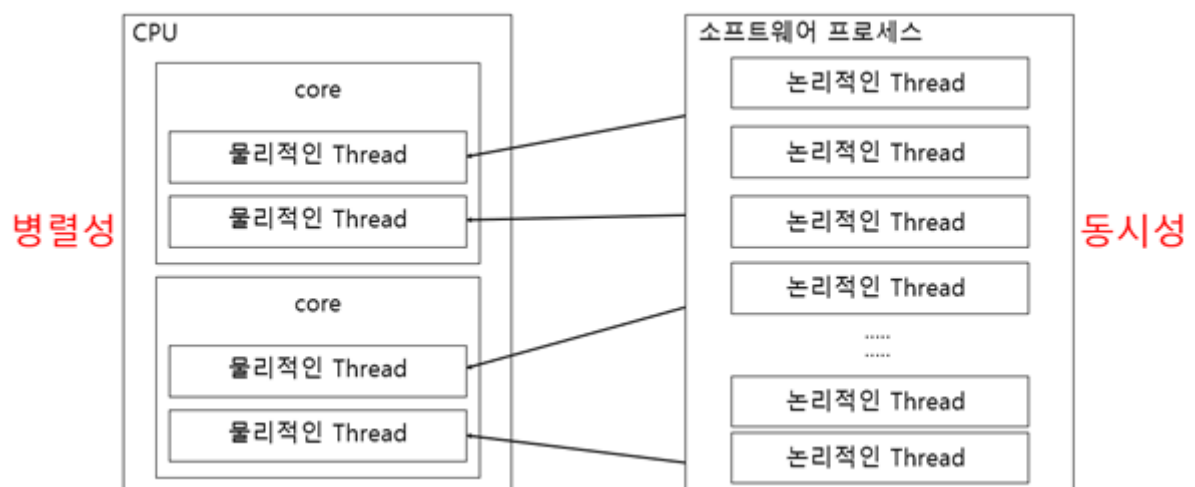 CPU
core
물리적인 Thread
물리적인 Thread
core
물리적인 Thread
물리적인 Thread
병렬성
소프트웨어 프로세스
논리적인 Thread
논리적인 Thread
논리적인 Thread
논리적인 Thread
.....
.....
논리적인 Thread
논리적인 Thread
동시성